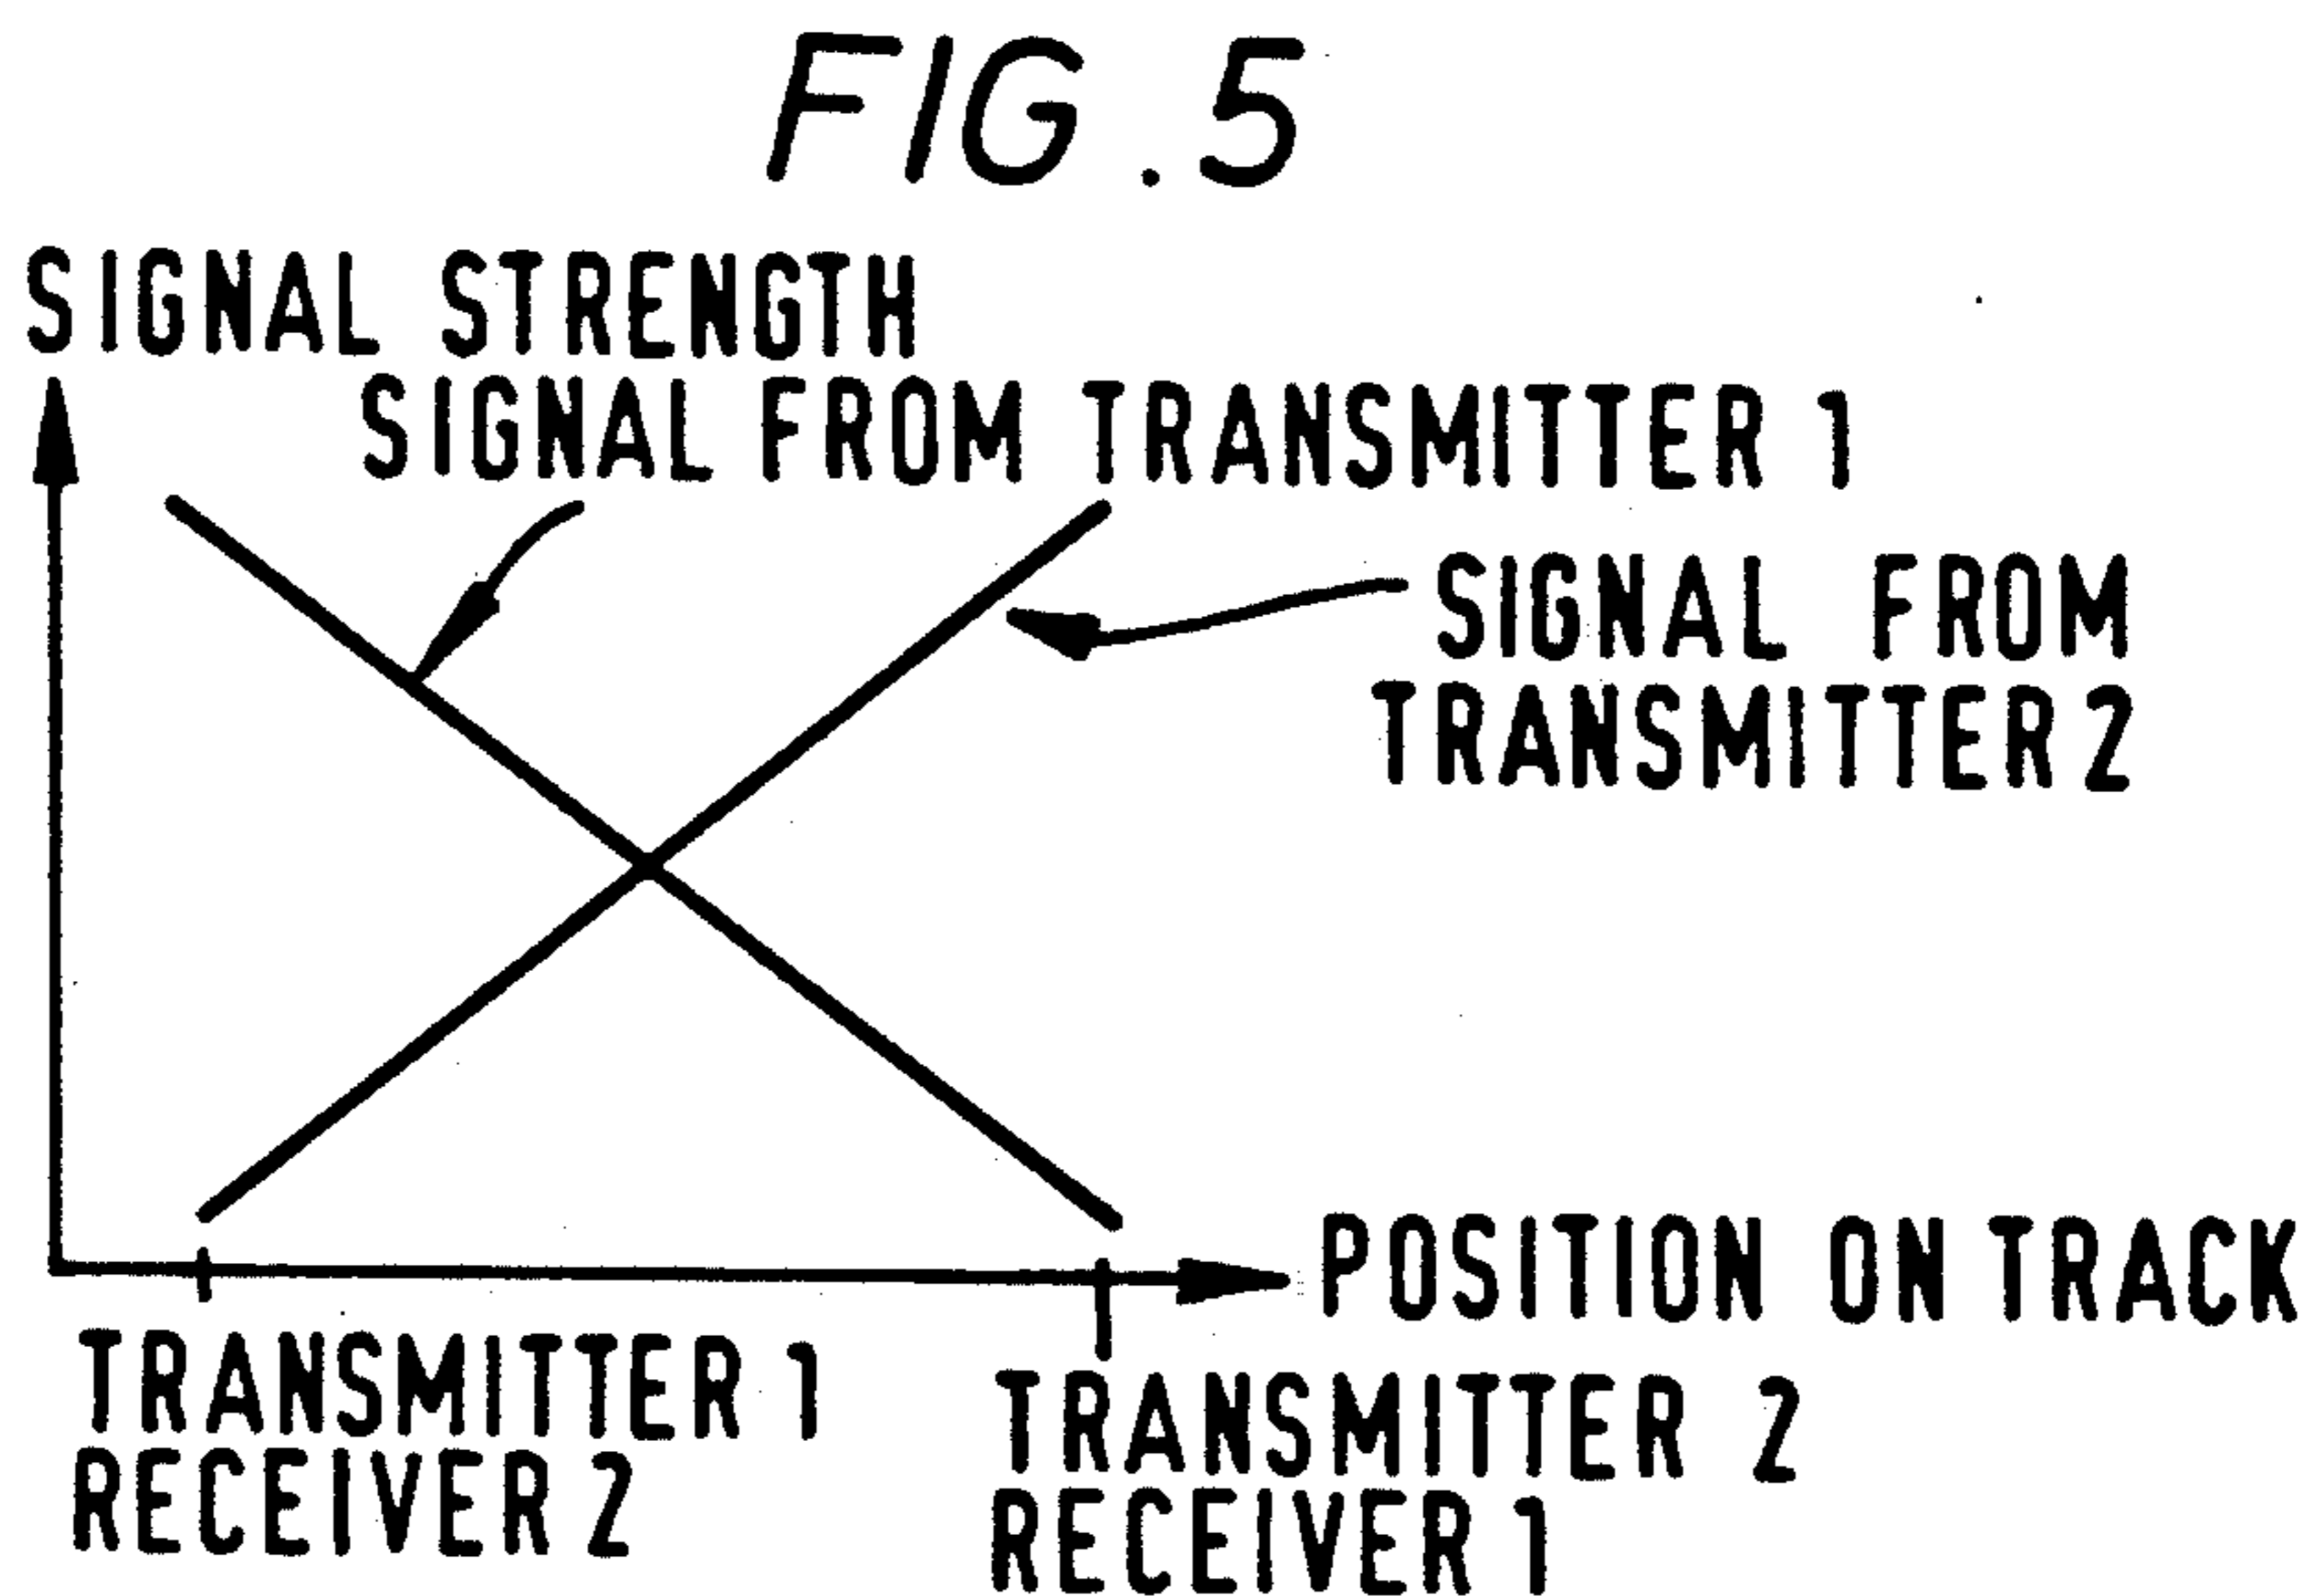 FIG. 5
SIGNAL STRENGTH
SIGNAL FROM TRANSMITTER 1
SIGNAL FROM
TRANSMITTER 2
POSITION ON TRACK
TRANSMITTER 1
RECEIVER 2
TRANSMITTER 2
RECEIVER 1